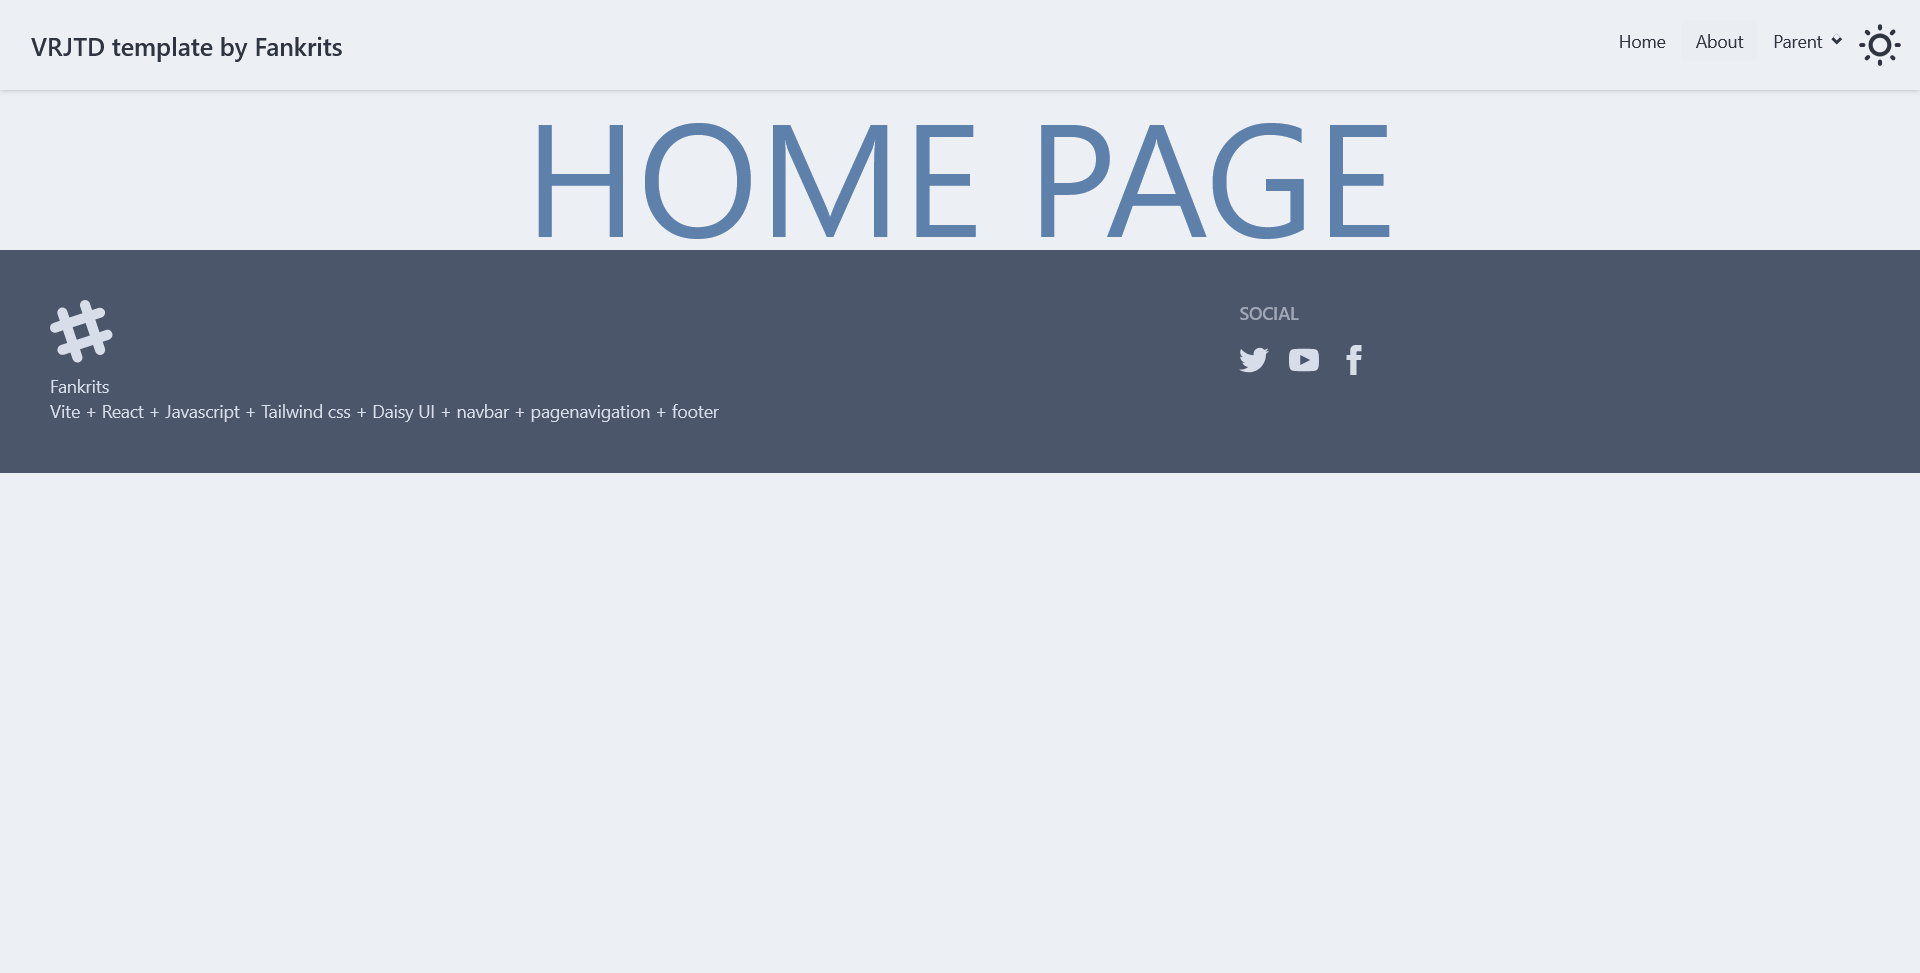 VRJTD template by Fankrits
Home About Parent
HOME PAGE
Fankrits
Vite + React + Javascript + Tailwind css + Daisy UI + navbar + pagenavigation + footer
SOCIAL